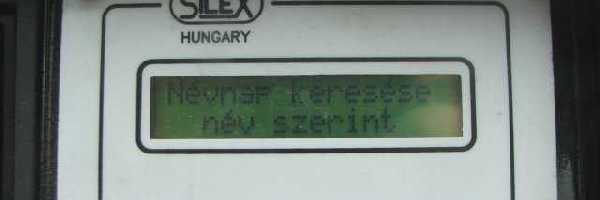 SILEX
HUNGARY
Névnap keresése
név szerint